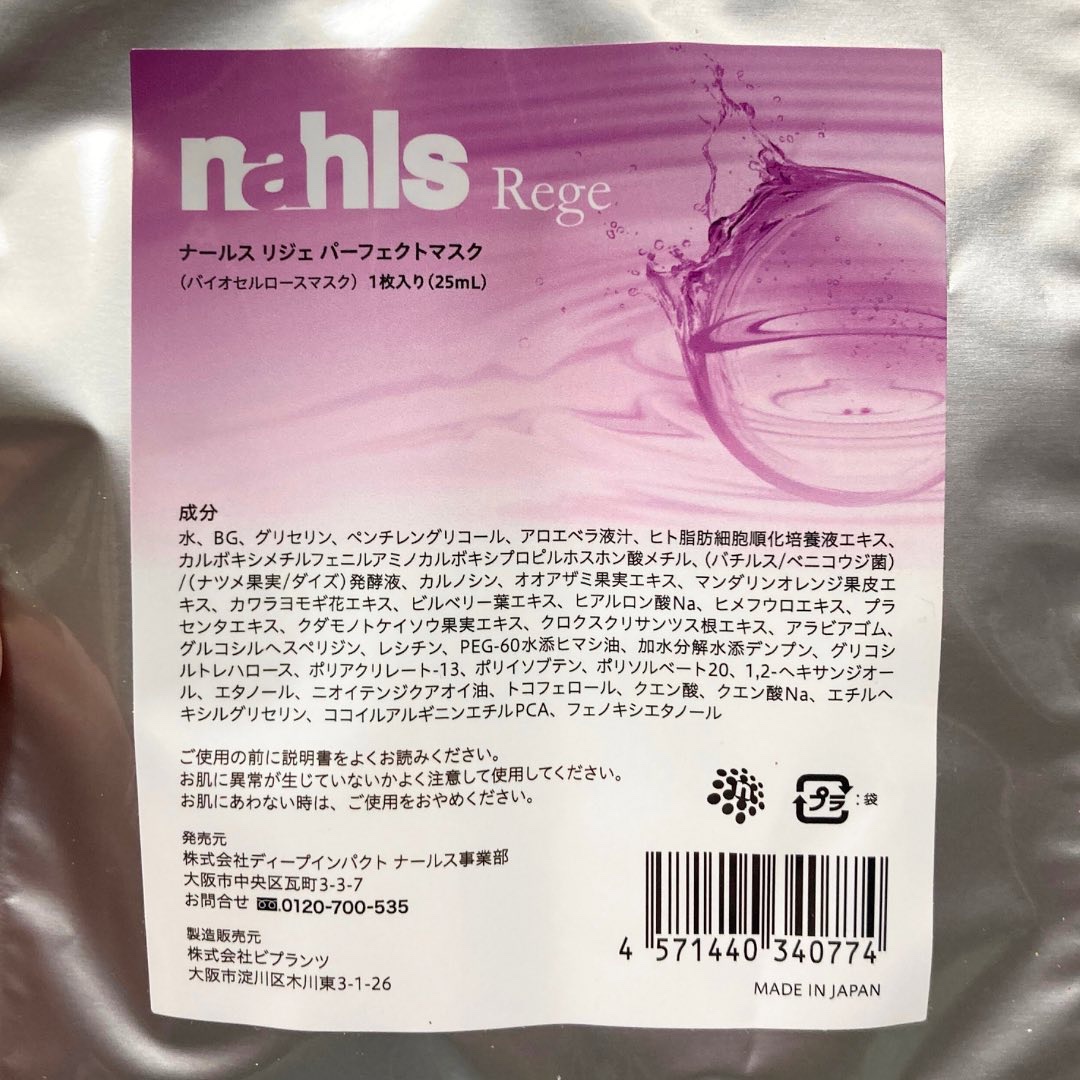 nahls Rege
ナールス リジェ パーフェクトマスク
（バイオセルロースマスク） 1枚入り（25mL）
成分
水、BG、グリセリン、ペンチレングリコール、アロエベラ液汁、ヒト脂肪細胞順化培養液エキス、
カルボキシメチルフェニルアミノカルボキシプロピルホスホン酸メチル、（バチルス/ベニコウジ菌）
/（ナツメ果実/ダイズ）発酵液、カルノシン、オオアザミ果実エキス、マンダリンオレンジ果皮エ
キス、カワラヨモギ花エキス、ビルベリー葉エキス、ヒアルロン酸Na、ヒメフウロエキス、プラ
センタエキス、クダモノトケイソウ果実エキス、クロクスクリサンツス根エキス、アラビアゴム、
グルコシルヘスペリジン、レシチン、PEG-60水添ヒマシ油、加水分解水添デンプン、グリコシ
ルトレハロース、ポリアクリレート-13、ポリイソブテン、ポリソルベート20、1,2-ヘキサンジオー
ル、エタノール、ニオイテンジクアオイ油、トコフェロール、クエン酸、クエン酸Na、エチルヘ
キシルグリセリン、ココイルアルギニンエチルPCA、フェノキシエタノール
ご使用の前に説明書をよくお読みください。
お肌に異常が生じていないかよく注意して使用してください。
お肌にあわない時は、ご使用をおやめください。
プラ :袋
発売元
株式会社ディープインパクト ナールス事業部
大阪市中央区瓦町3-3-7
お問合せ 0120-700-535
製造販売元
株式会社ビプランツ
大阪市淀川区木川東3-1-26
4 571440 340774
MADE IN JAPAN